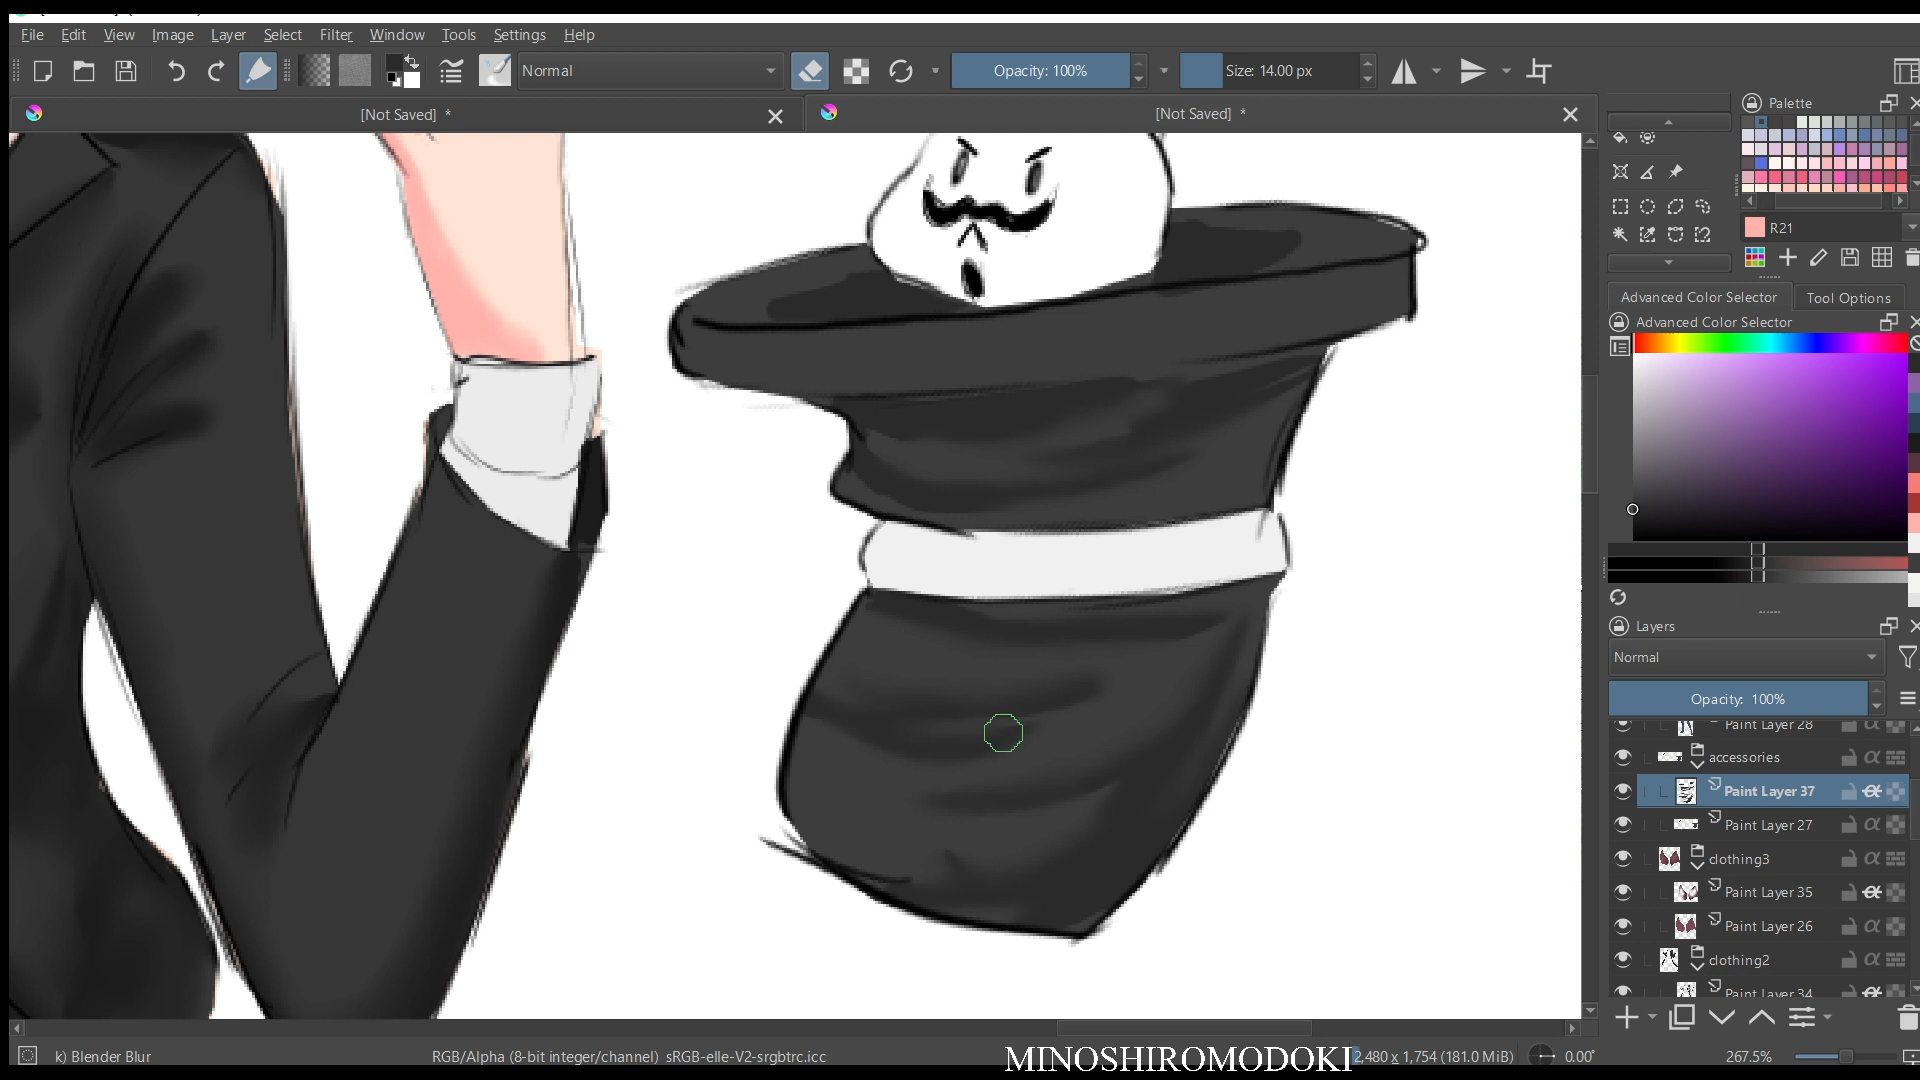 File Edit View Image Layer Select Filter Window Tools Settings Help
Normal Opacity: 100% Size: 14.00 px
[Not Saved] * [Not Saved] *
Palette
R21
Advanced Color Selector Tool Options
Advanced Color Selector
Layers
Normal
Opacity: 100%
Paint Layer 28
accessories
Paint Layer 37
Paint Layer 27
clothing3
Paint Layer 35
Paint Layer 26
clothing2
Paint Layer 34
k) Blender Blur RGB/Alpha (8-bit integer/channel) sRGB-elle-V2-srgbtrc.icc MINOSHIROMODOKI 2,480 x 1,754 (181.0 MiB) 0.00° 267.5%